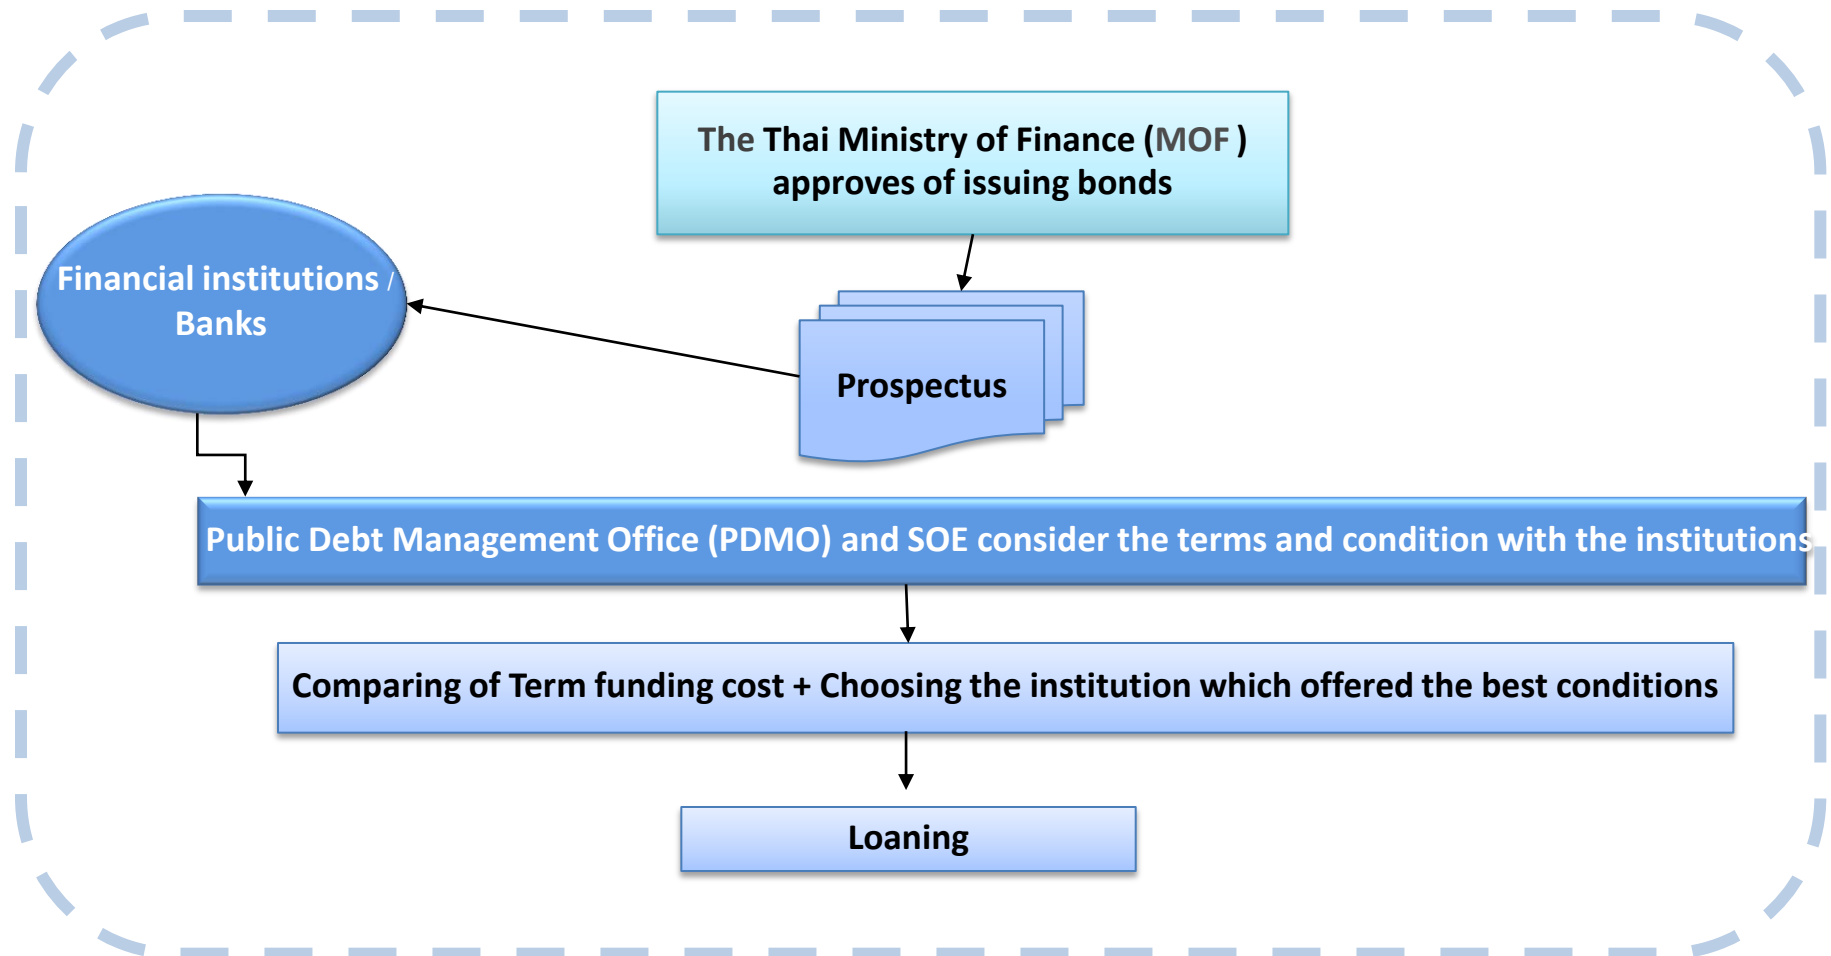 The Thai Ministry of Finance (MOF )
approves of issuing bonds
Financial institutions /
Banks
Prospectus
Public Debt Management Office (PDMO) and SOE consider the terms and condition with the institutions
Comparing of Term funding cost + Choosing the institution which offered the best conditions
Loaning